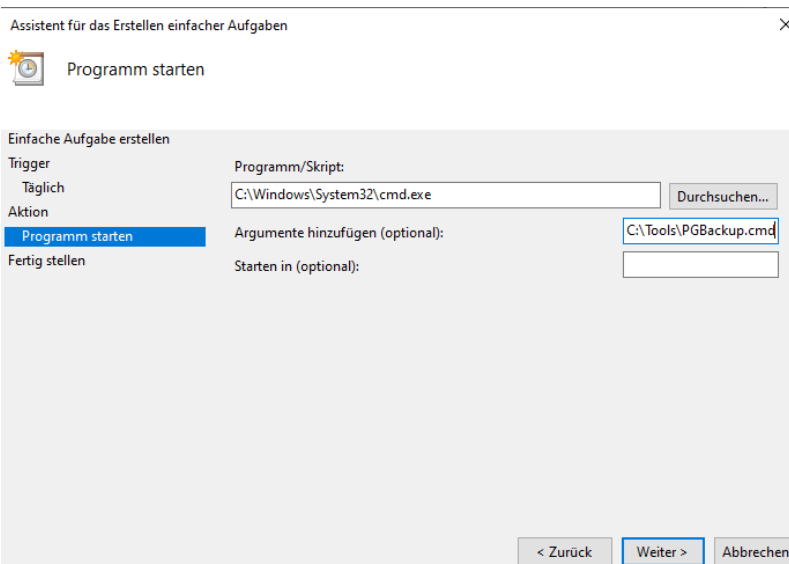 Assistent für das Erstellen einfacher Aufgaben
Programm starten
Einfache Aufgabe erstellen
Trigger
Täglich
Aktion
Programm starten
Fertig stellen
Programm/Skript:
C:\Windows\System32\cmd.exe
Durchsuchen...
Argumente hinzufügen (optional):
C:\Tools\PGBackup.cmd
Starten in (optional):
< Zurück
Weiter >
Abbrechen